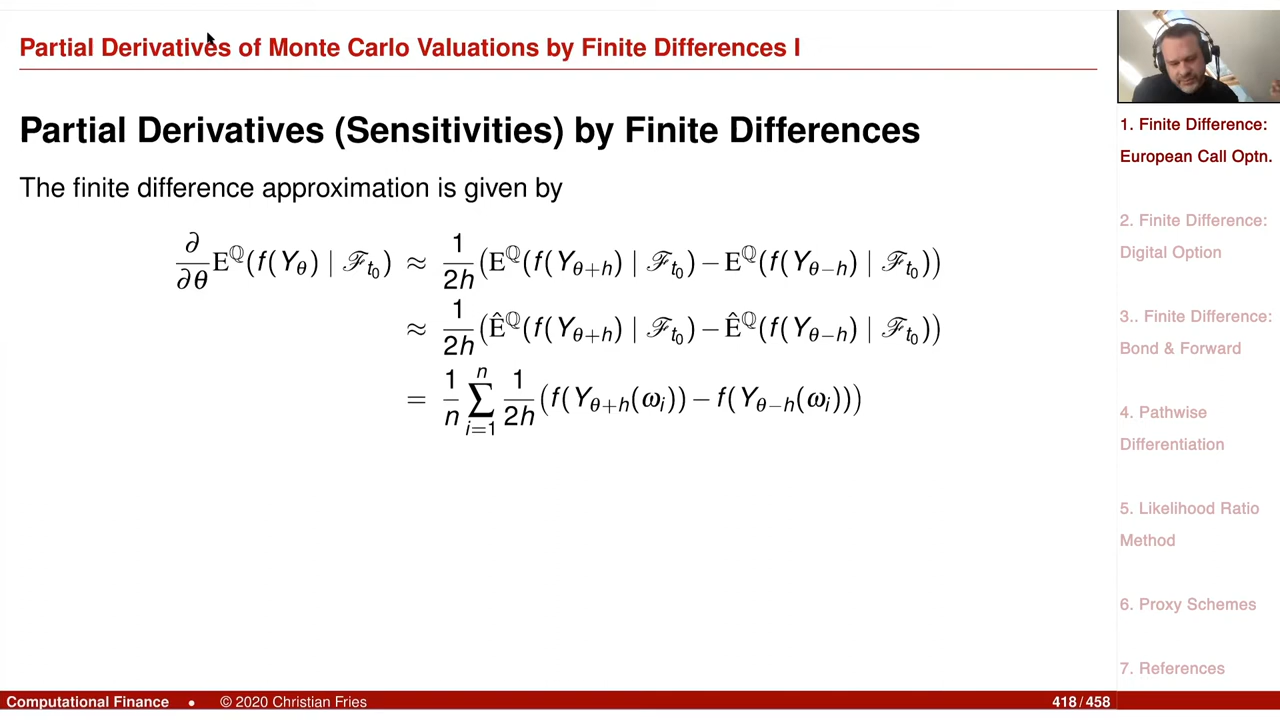 Partial Derivatives of Monte Carlo Valuations by Finite Differences I
Partial Derivatives (Sensitivities) by Finite Differences
The finite difference approximation is given by
∂/∂θ E^ℚ(f(Y_θ) | ℱ_{t_0}) ≈ 1/2h (E^ℚ(f(Y_{θ+h}) | ℱ_{t_0}) − E^ℚ(f(Y_{θ−h}) | ℱ_{t_0}))
≈ 1/2h (Ê^ℚ(f(Y_{θ+h}) | ℱ_{t_0}) − Ê^ℚ(f(Y_{θ−h}) | ℱ_{t_0}))
= 1/n ∑_{i=1}^{n} 1/2h (f(Y_{θ+h}(ω_i)) − f(Y_{θ−h}(ω_i)))
1. Finite Difference:
European Call Optn.
2. Finite Difference:
Digital Option
3.. Finite Difference:
Bond & Forward
4. Pathwise
Differentiation
5. Likelihood Ratio
Method
6. Proxy Schemes
7. References
Computational Finance • © 2020 Christian Fries 418/458